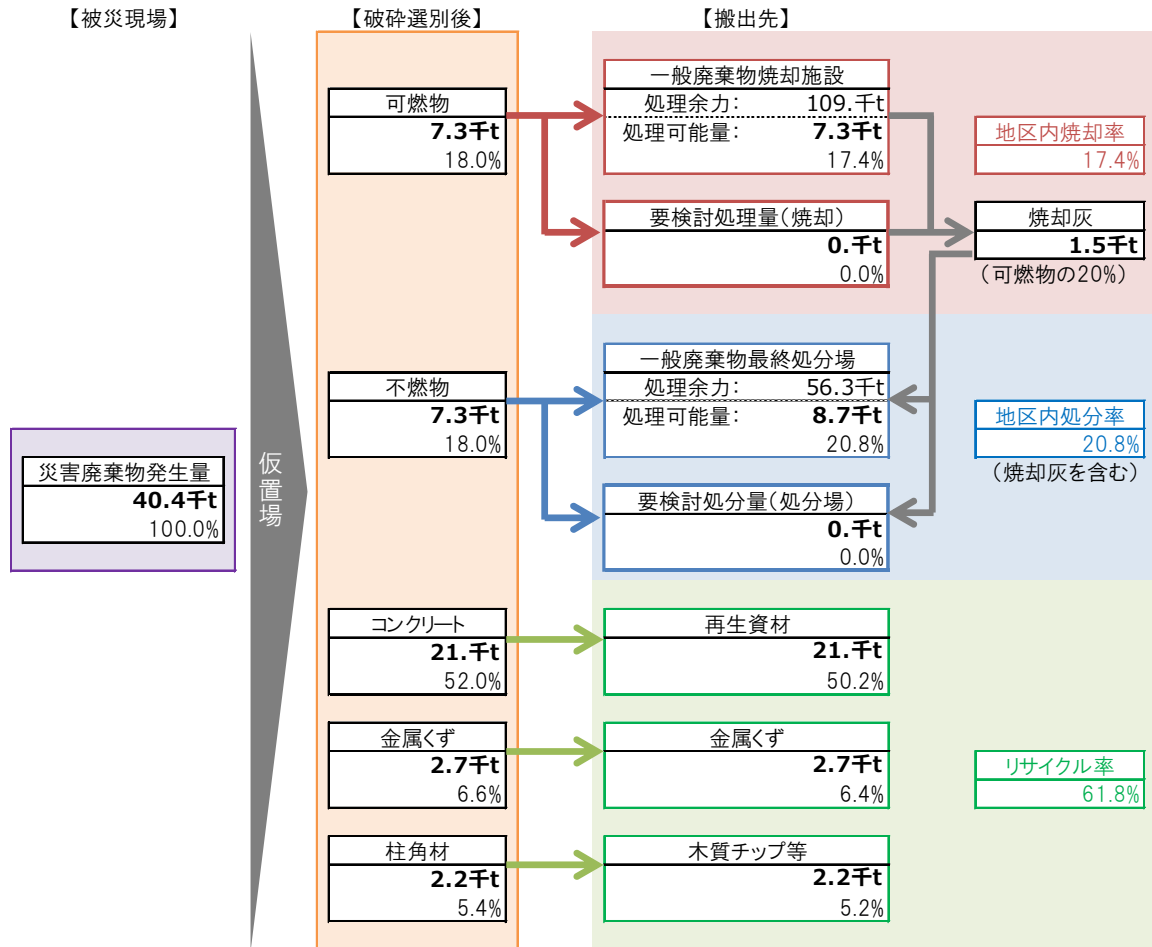 【被災現場】
【破砕選別後】
【搬出先】
災害廃棄物発生量
40.4千t
100.0%
仮置場
可燃物
7.3千t
18.0%
一般廃棄物焼却施設
処理余力: 109.千t
処理可能量: 7.3千t
17.4%
地区内焼却率
17.4%
要検討処理量(焼却)
0.千t
0.0%
焼却灰
1.5千t
(可燃物の20%)
不燃物
7.3千t
18.0%
一般廃棄物最終処分場
処理余力: 56.3千t
処理可能量: 8.7千t
20.8%
地区内処分率
20.8%
(焼却灰を含む)
要検討処分量(処分場)
0.千t
0.0%
コンクリート
21.千t
52.0%
再生資材
21.千t
50.2%
金属くず
2.7千t
6.6%
金属くず
2.7千t
6.4%
リサイクル率
61.8%
柱角材
2.2千t
5.4%
木質チップ等
2.2千t
5.2%